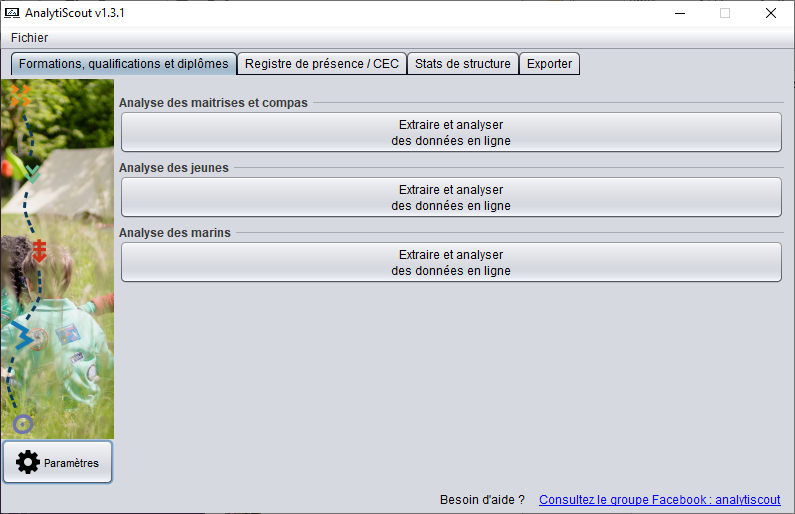 AnalytiScout v1.3.1
Fichier
Formations, qualifications et diplômes
Registre de présence / CEC
Stats de structure
Exporter
Analyse des maitrises et compas
Extraire et analyser
des données en ligne
Analyse des jeunes
Extraire et analyser
des données en ligne
Analyse des marins
Extraire et analyser
des données en ligne
Paramètres
Besoin d'aide ? Consultez le groupe Facebook : analytiscout